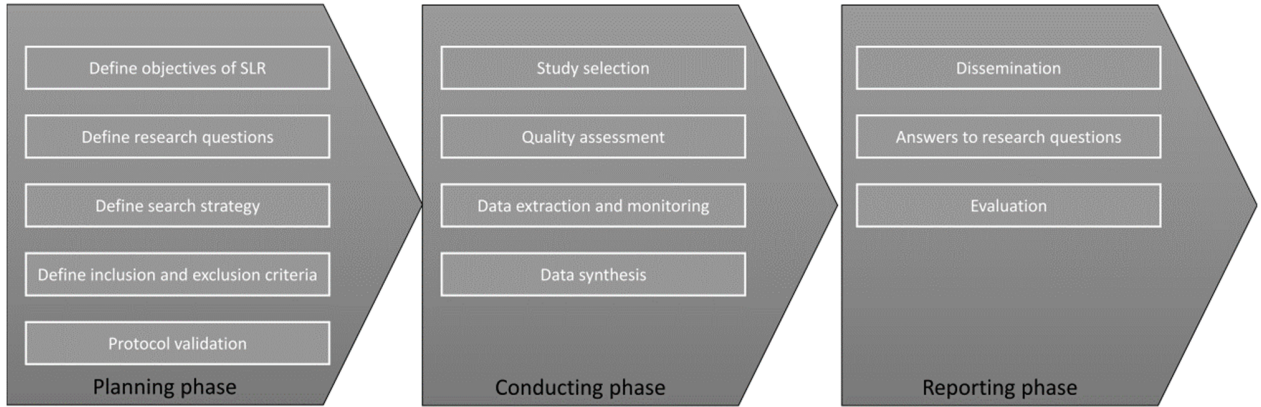 Define objectives of SLR
Define research questions
Define search strategy
Define inclusion and exclusion criteria
Protocol validation
Planning phase
Study selection
Quality assessment
Data extraction and monitoring
Data synthesis
Conducting phase
Dissemination
Answers to research questions
Evaluation
Reporting phase